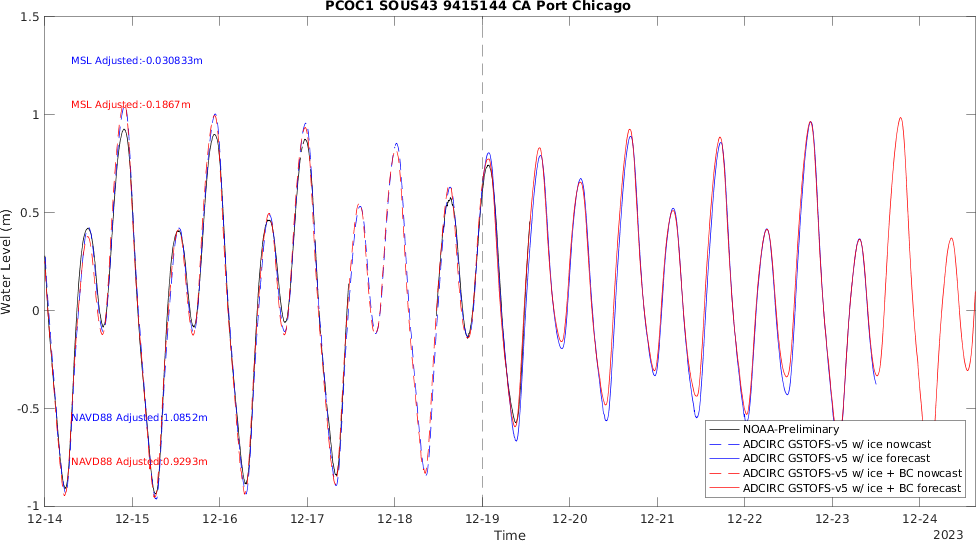 PCOC1 SOUS43 9415144 CA Port Chicago
1.5
1
0.5
0
-0.5
-1
Water Level (m)
MSL Adjusted:-0.030833m
MSL Adjusted:-0.1867m
NAVD88 Adjusted:1.0852m
NAVD88 Adjusted:0.9293m
NOAA-Preliminary
ADCIRC GSTOFS-v5 w/ ice nowcast
ADCIRC GSTOFS-v5 w/ ice forecast
ADCIRC GSTOFS-v5 w/ ice + BC nowcast
ADCIRC GSTOFS-v5 w/ ice + BC forecast
12-14 12-15 12-16 12-17 12-18 12-19 12-20 12-21 12-22 12-23 12-24
Time
2023